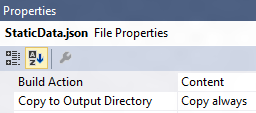 Properties
StaticData.json File Properties
Build Action Content
Copy to Output Directory Copy always